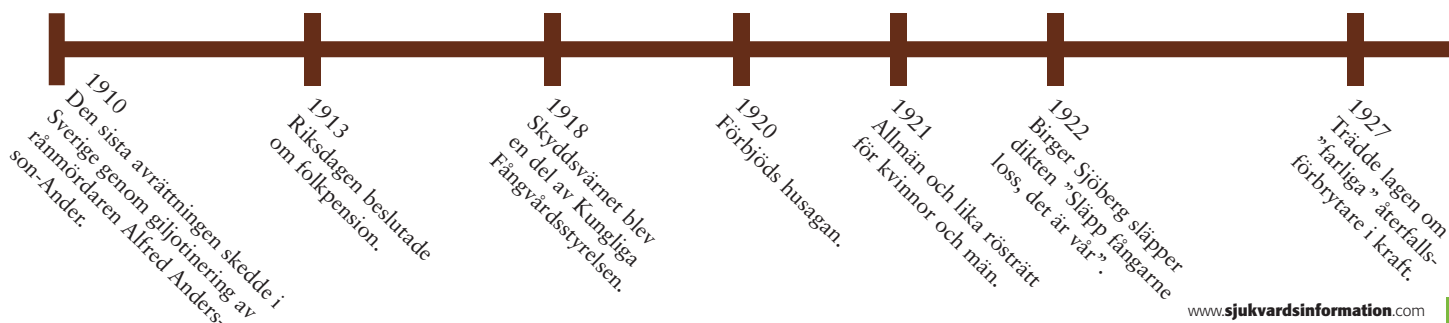 1910
Den sista avrättningen skedde i
Sverige genom giljotinering av
rånmördaren Alfred Anders-
son-Ander.
1913
Riksdagen beslutade
om folkpension.
1918
Skyddsvärnet blev
en del av Kungliga
Fångvårdsstyrelsen.
1920
Förbjöds husagan.
1921
Allmän och lika rösträtt
för kvinnor och män.
1922
Birger Sjöberg släpper
dikten ”Släpp fångarne
loss, det är vår”.
1927
Trädde lagen om
”farliga” återfalls-
förbrytare i kraft.
www.sjukvardsinformation.com